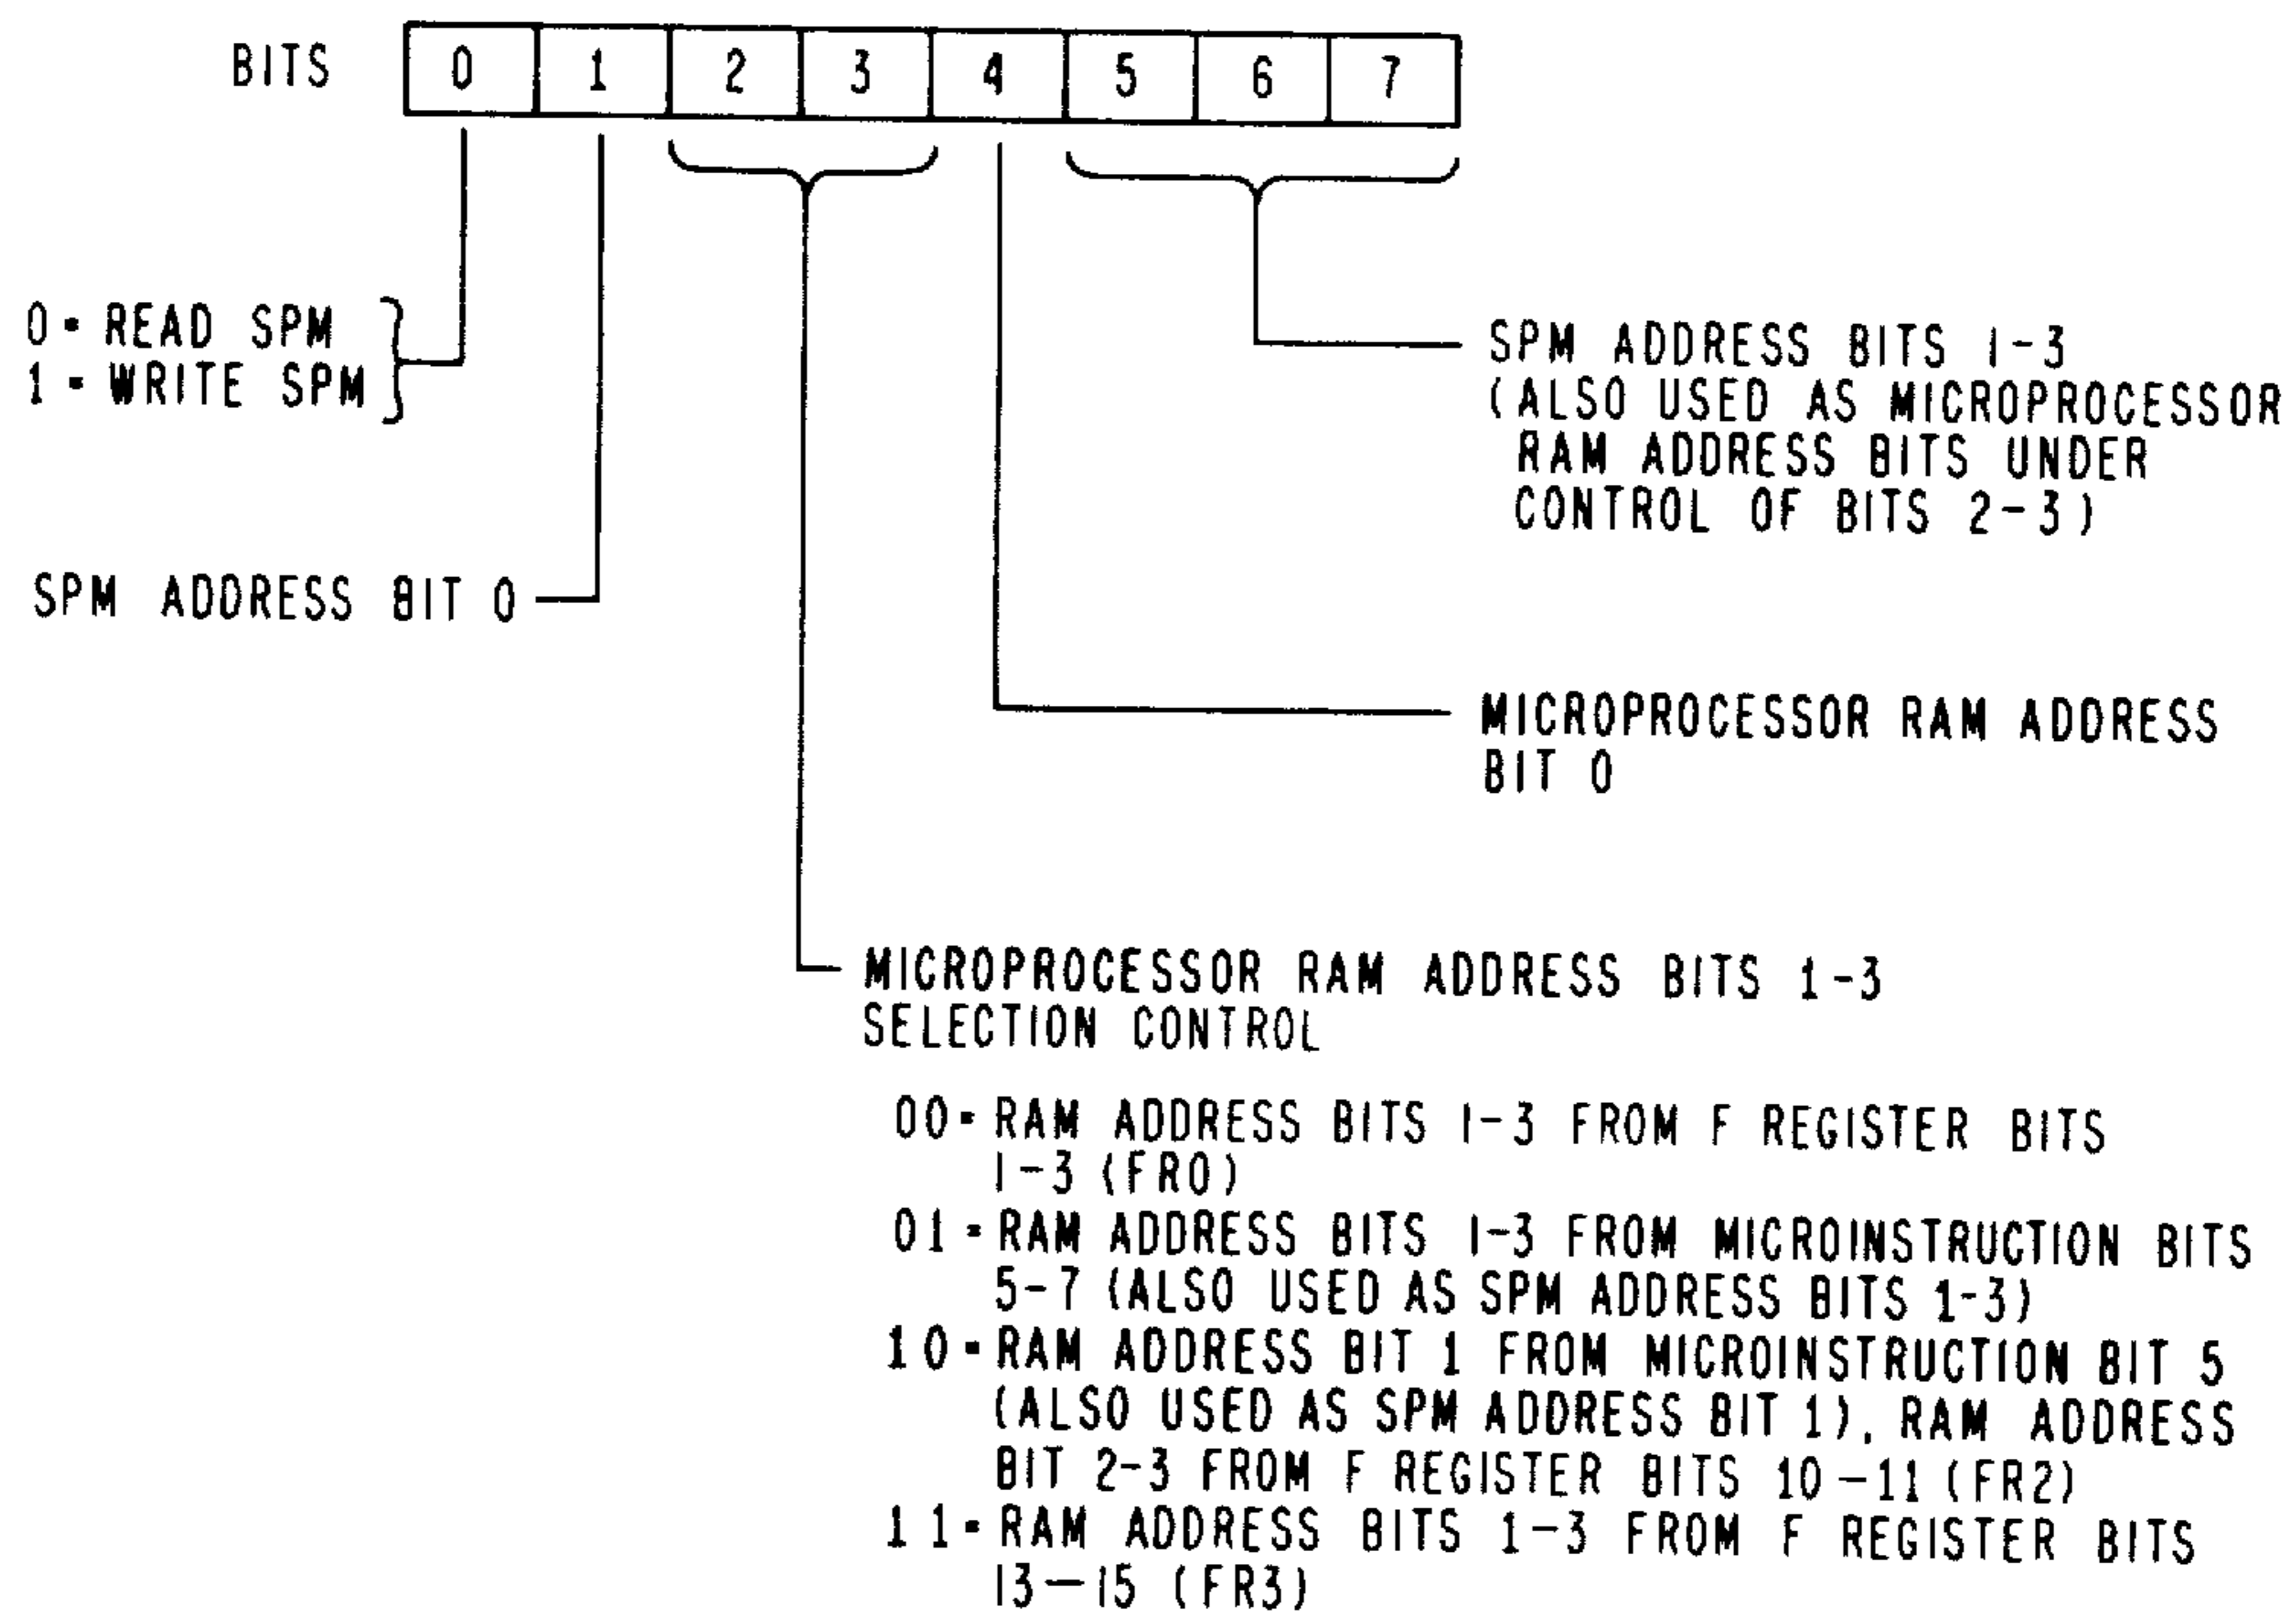 BITS 0 1 2 3 4 5 6 7
0 = READ SPM
1 = WRITE SPM
SPM ADDRESS BITS 1-3
(ALSO USED AS MICROPROCESSOR
RAM ADDRESS BITS UNDER
CONTROL OF BITS 2-3)
SPM ADDRESS BIT 0
MICROPROCESSOR RAM ADDRESS
BIT 0
MICROPROCESSOR RAM ADDRESS BITS 1-3
SELECTION CONTROL
00 = RAM ADDRESS BITS 1-3 FROM F REGISTER BITS
1-3 (FR0)
01 = RAM ADDRESS BITS 1-3 FROM MICROINSTRUCTION BITS
5-7 (ALSO USED AS SPM ADDRESS BITS 1-3)
10 = RAM ADDRESS BIT 1 FROM MICROINSTRUCTION BIT 5
(ALSO USED AS SPM ADDRESS BIT 1), RAM ADDRESS
BIT 2-3 FROM F REGISTER BITS 10-11 (FR2)
11 = RAM ADDRESS BITS 1-3 FROM F REGISTER BITS
13-15 (FR3)